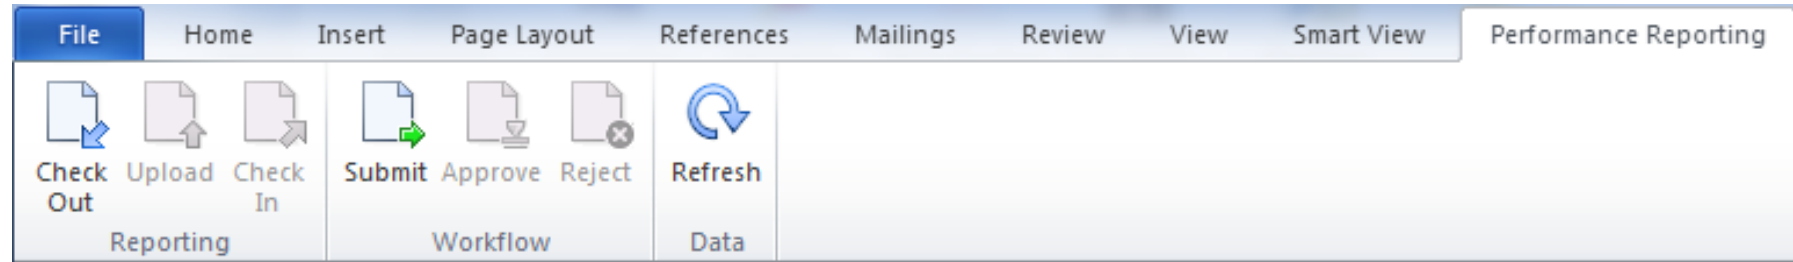 File Home Insert Page Layout References Mailings Review View Smart View Performance Reporting
Check Upload Check Submit Approve Reject Refresh
Out In
Reporting Workflow Data